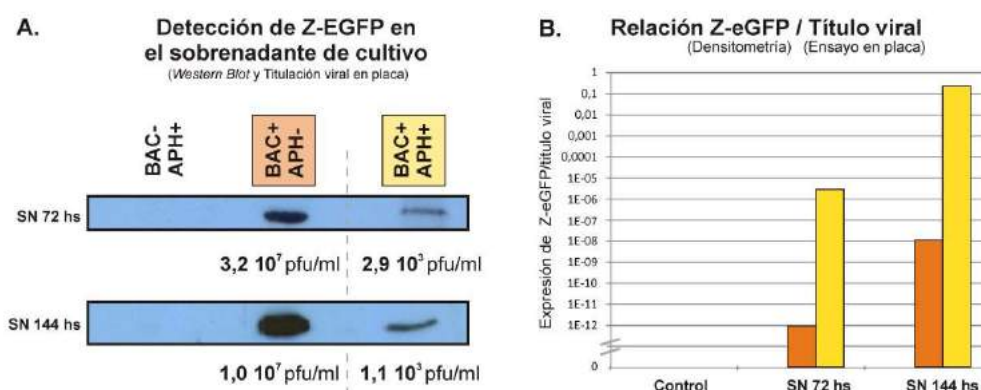 A.
Detección de Z-EGFP en
el sobrenadante de cultivo
(Western Blot y Titulación viral en placa)
BAC-
APH+
BAC+
APH-
BAC+
APH+
SN 72 hs
3,2 10⁷ pfu/ml
2,9 10³ pfu/ml
SN 144 hs
1,0 10⁷ pfu/ml
1,1 10³ pfu/ml
B.
Relación Z-eGFP / Título viral
(Densitometría) (Ensayo en placa)
Expresión de Z-eGFP/título viral
1
0,1
0,01
0,001
0,0001
1E-05
1E-06
1E-07
1E-08
1E-09
1E-10
1E-11
1E-12
0
Control
SN 72 hs
SN 144 hs